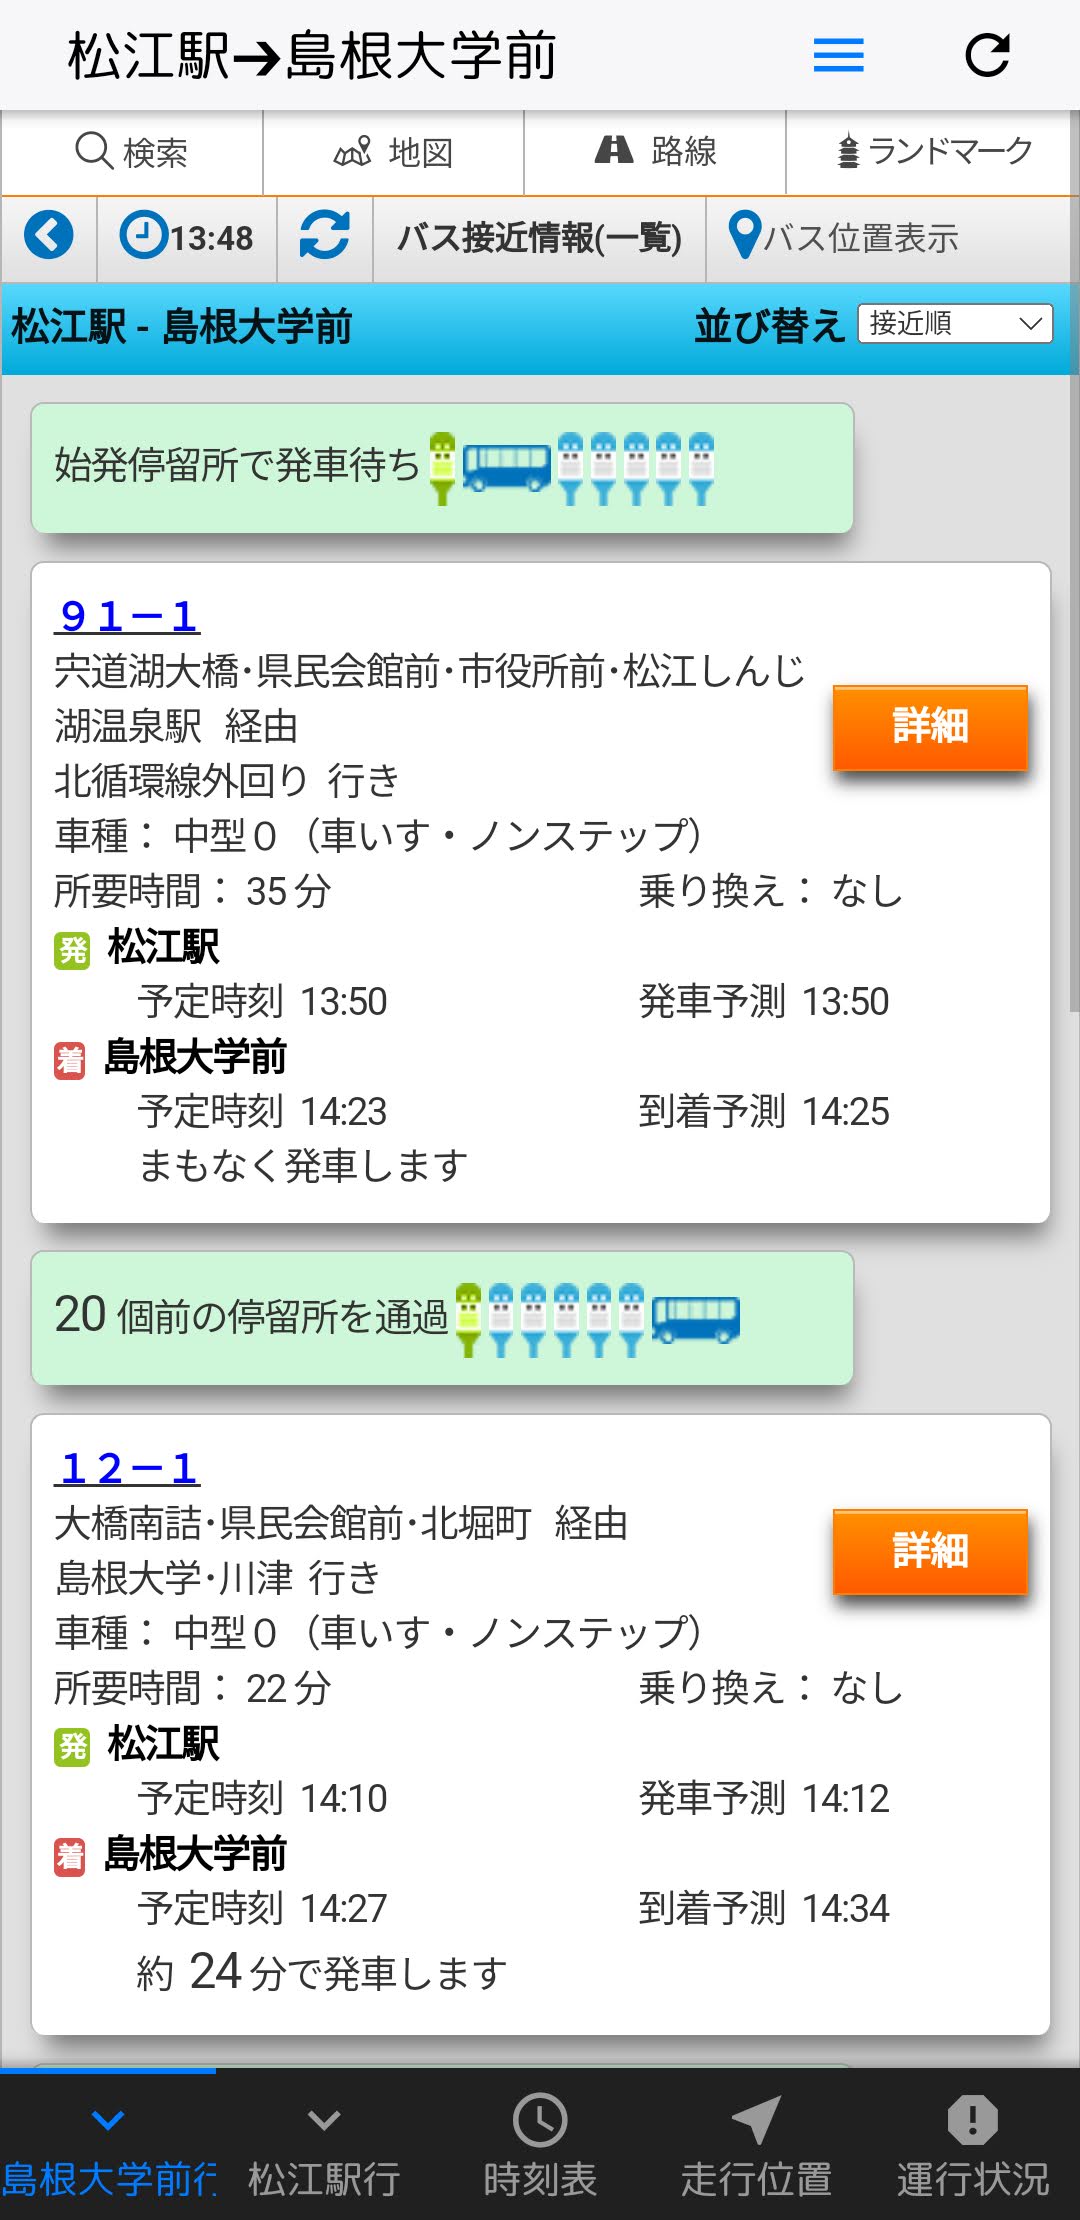 松江駅➔島根大学前
検索 地図 路線 ランドマーク
13:48 バス接近情報(一覧) バス位置表示
松江駅 - 島根大学前 並び替え 接近順
始発停留所で発車待ち
９１－１
宍道湖大橋･県民会館前･市役所前･松江しんじ
湖温泉駅 経由
北循環線外回り 行き
詳細
車種： 中型０（車いす・ノンステップ）
所要時間： 35 分 乗り換え： なし
発 松江駅
予定時刻 13:50 発車予測 13:50
着 島根大学前
予定時刻 14:23 到着予測 14:25
まもなく発車します
20 個前の停留所を通過
１２－１
大橋南詰･県民会館前･北堀町 経由
島根大学･川津 行き
詳細
車種： 中型０（車いす・ノンステップ）
所要時間： 22 分 乗り換え： なし
発 松江駅
予定時刻 14:10 発車予測 14:12
着 島根大学前
予定時刻 14:27 到着予測 14:34
約 24 分で発車します
島根大学前行 松江駅行 時刻表 走行位置 運行状況